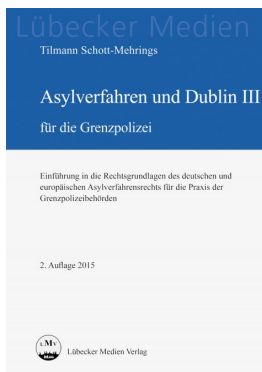 Lübecker Medien
Tilmann Schott-Mehrings
Asylverfahren und Dublin III
für die Grenzpolizei
Einführung in die Rechtsgrundlagen des deutschen und
europäischen Asylverfahrensrechts für die Praxis der
Grenzpolizeibehörden
2. Auflage 2015
LMV
Lübecker Medien Verlag